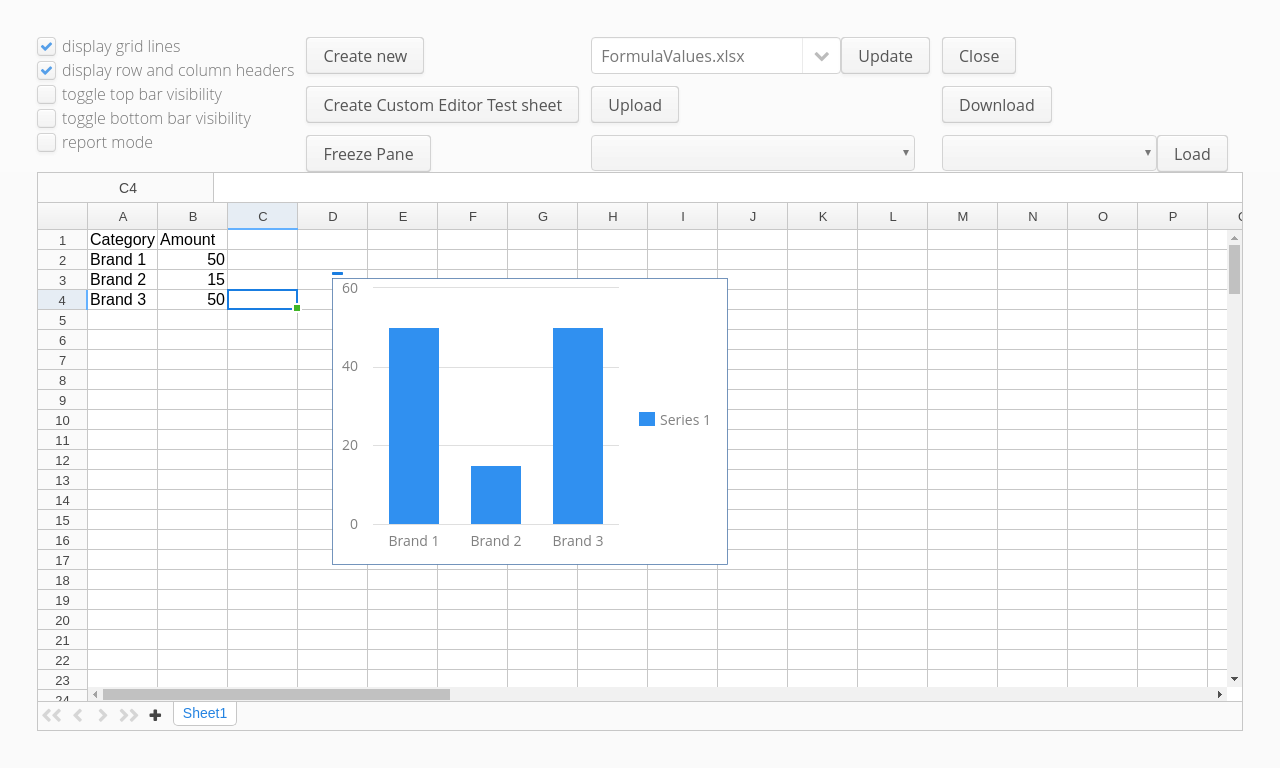 display grid lines
display row and column headers
toggle top bar visibility
toggle bottom bar visibility
report mode
Create new
FormulaValues.xlsx
Update
Close
Create Custom Editor Test sheet
Upload
Download
Freeze Pane
Load
C4
A B C D E F G H I J K L M N O P
1 Category Amount
2 Brand 1 50
3 Brand 2 15
4 Brand 3 50
5
6
7
8
9
10
11
12
13
14
15
16
17
18
19
20
21
22
23
24
60
40
20
0
Brand 1 Brand 2 Brand 3
Series 1
Sheet1